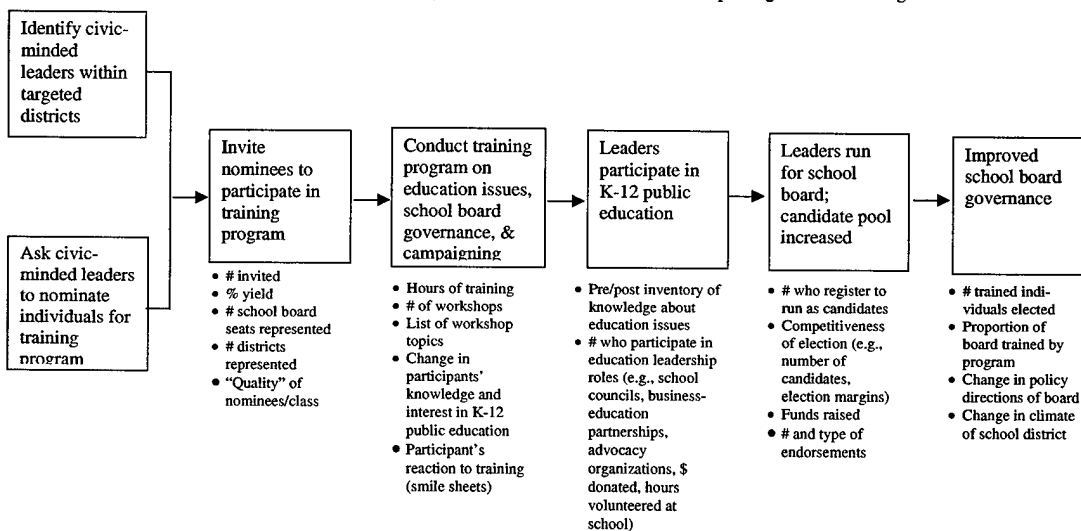 Identify civic-
minded
leaders within
targeted
districts
Ask civic-
minded leaders
to nominate
individuals for
training
program
Invite
nominees to
participate in
training
program
• # invited
• % yield
• # school board
seats represented
• # districts
represented
• “Quality” of
nominees/class
Conduct training
program on
education issues,
school board
governance, &
campaigning
• Hours of training
• # of workshops
• List of workshop
topics
• Change in
participants’
knowledge and
interest in K-12
public education
• Participant’s
reaction to training
(smile sheets)
Leaders
participate in
K-12 public
education
• Pre/post inventory of
knowledge about
education issues
• # who participate in
education leadership
roles (e.g., school
councils, business-
education
partnerships,
advocacy
organizations, $
donated, hours
volunteered at
school)
Leaders run
for school
board;
candidate pool
increased
• # who register to
run as candidates
• Competitiveness
of election (e.g.,
number of
candidates,
election margins)
• Funds raised
• # and type of
endorsements
Improved
school board
governance
• # trained indi-
viduals elected
• Proportion of
board trained by
program
• Change in policy
directions of board
• Change in climate
of school district